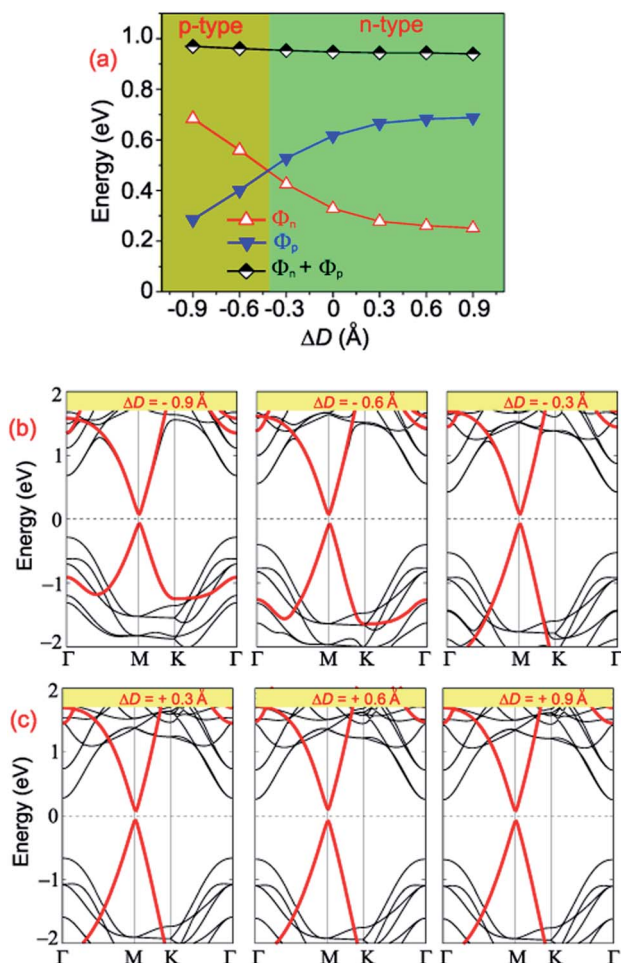 p-type n-type
(a)
1.0
0.8
0.6
0.4
0.2
0
Energy (eV)
Φn
Φp
Φn + Φp
-0.9 -0.6 -0.3 0 0.3 0.6 0.9
ΔD (Å)
(b)
ΔD = - 0.9 Å ΔD = - 0.6 Å ΔD = - 0.3 Å
2
1
0
-1
-2
Energy (eV)
Γ M K Γ Γ M K Γ Γ M K Γ
(c)
ΔD = + 0.3 Å ΔD = + 0.6 Å ΔD = + 0.9 Å
2
1
0
-1
-2
Energy (eV)
Γ M K Γ Γ M K Γ Γ M K Γ